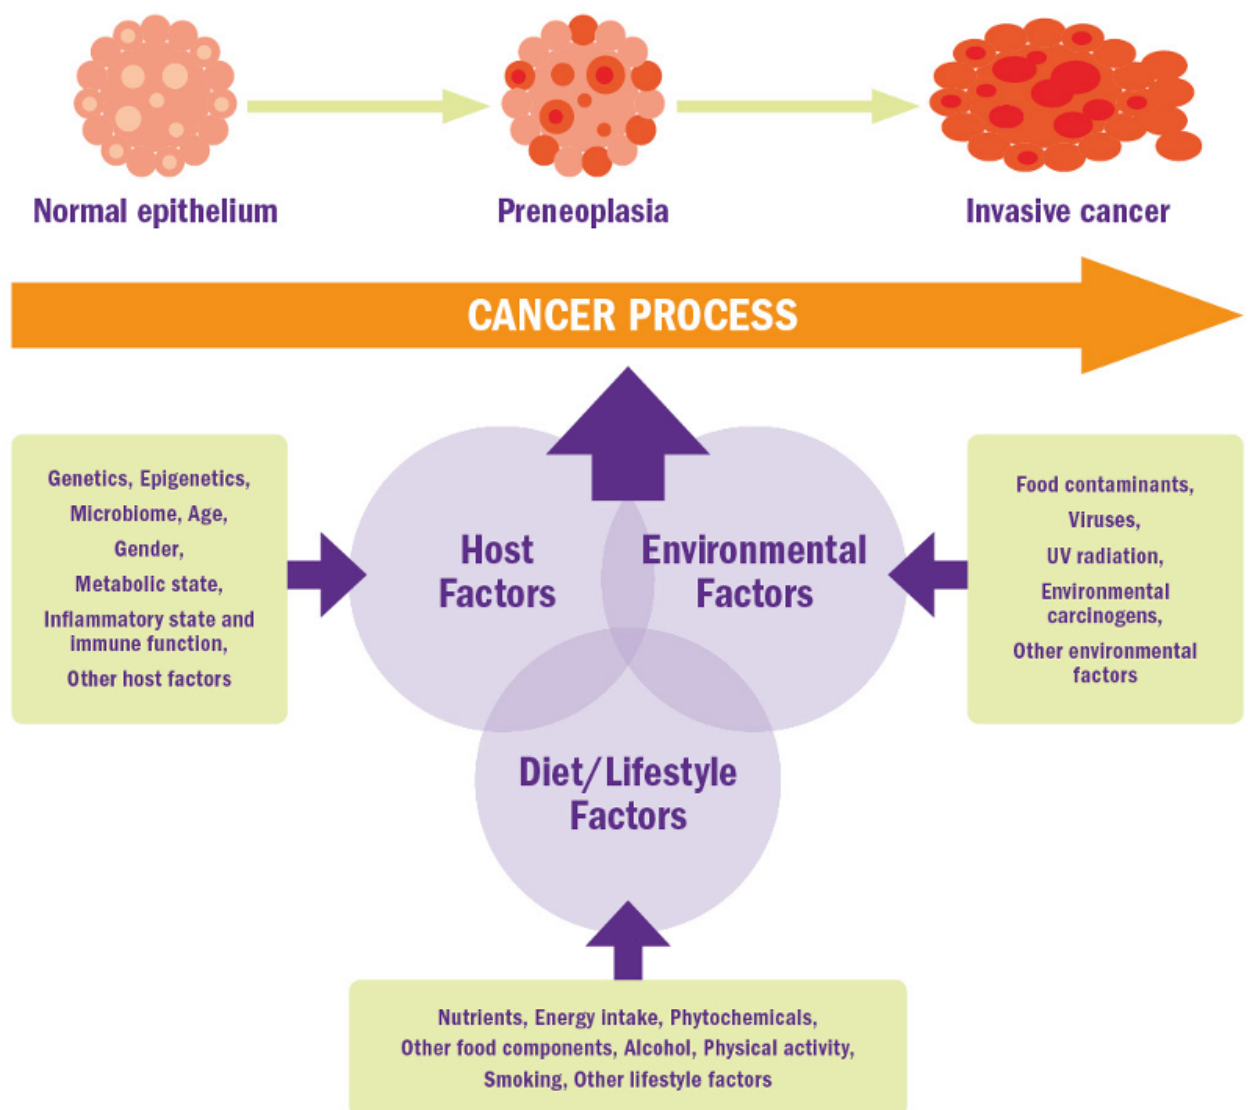 Normal epithelium
Preneoplasia
Invasive cancer
CANCER PROCESS
Genetics, Epigenetics,
Microbiome, Age,
Gender,
Metabolic state,
Inflammatory state and
immune function,
Other host factors
Host
Factors
Environmental
Factors
Food contaminants,
Viruses,
UV radiation,
Environmental
carcinogens,
Other environmental
factors
Diet/Lifestyle
Factors
Nutrients, Energy intake, Phytochemicals,
Other food components, Alcohol, Physical activity,
Smoking, Other lifestyle factors